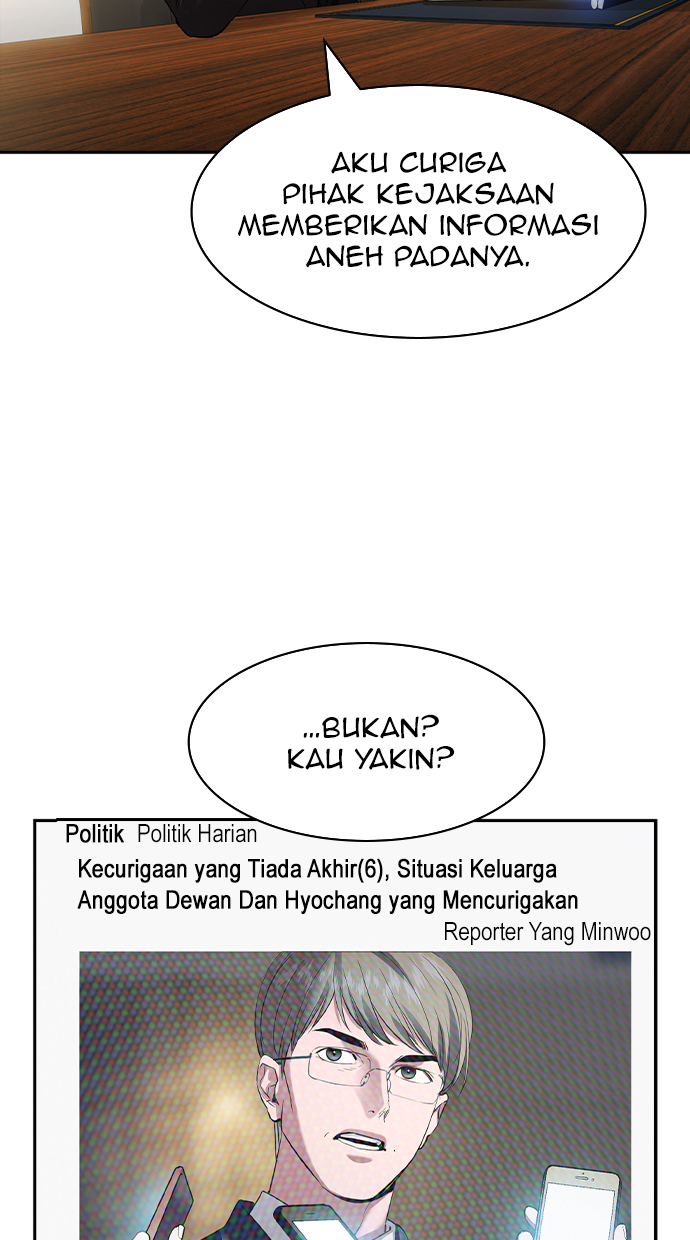 AKU CURIGA
PIHAK KEJAKSAAN
MEMBERIKAN INFORMASI
ANEH PADANYA.
...BUKAN?
KAU YAKIN?
Politik Politik Harian
Kecurigaan yang Tiada Akhir(6), Situasi Keluarga
Anggota Dewan Dan Hyochang yang Mencurigakan
Reporter Yang Minwoo